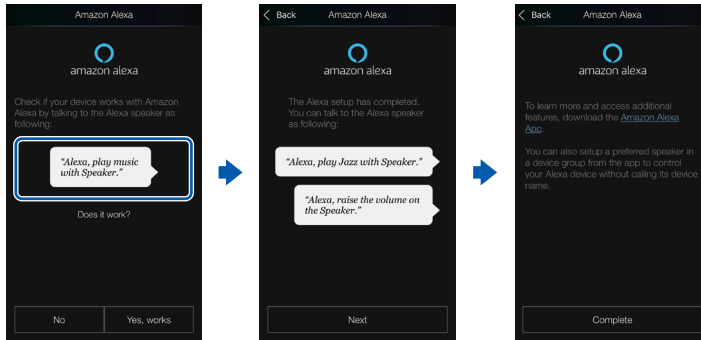 Amazon Alexa
amazon alexa
Check if your device works with Amazon
Alexa by talking to the Alexa speaker as
following:
"Alexa, play music
with Speaker."
Does it work?
No
Yes, works
Back
Amazon Alexa
amazon alexa
The Alexa setup has completed.
You can talk to the Alexa speaker
as following:
"Alexa, play Jazz with Speaker."
"Alexa, raise the volume on
the Speaker."
Next
Back
Amazon Alexa
amazon alexa
To learn more and access additional
features, download the Amazon Alexa
App.
You can also setup a preferred speaker in
a device group from the app to control
your Alexa device without calling its device
name.
Complete